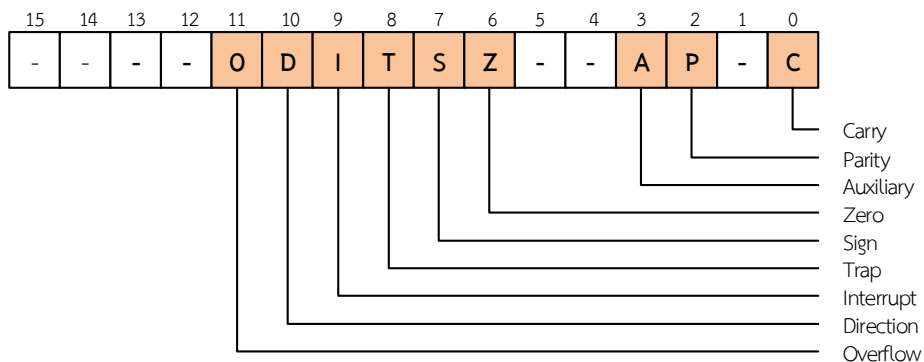 15 14 13 12 11 10 9 8 7 6 5 4 3 2 1 0
- - - - O D I T S Z - - A P - C
Carry
Parity
Auxiliary
Zero
Sign
Trap
Interrupt
Direction
Overflow